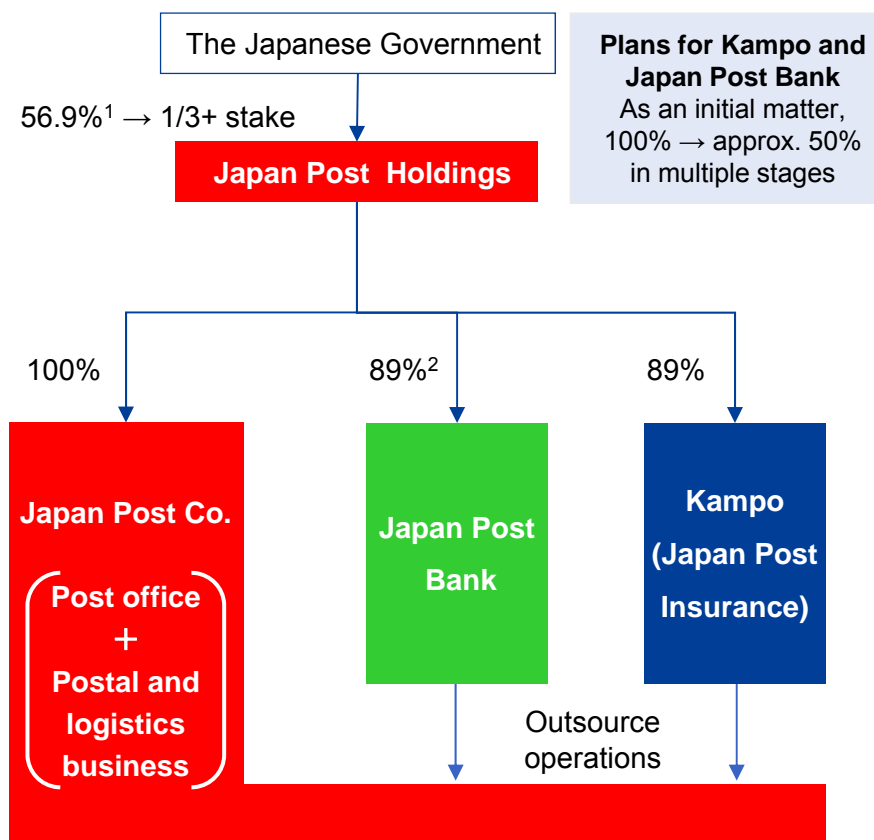 The Japanese Government
Plans for Kampo and
Japan Post Bank
As an initial matter,
100% → approx. 50%
in multiple stages
56.9%¹ → 1/3+ stake
Japan Post Holdings
100%
89%²
89%
Japan Post Co.
Post office
+
Postal and
logistics
business
Japan Post
Bank
Kampo
(Japan Post
Insurance)
Outsource
operations